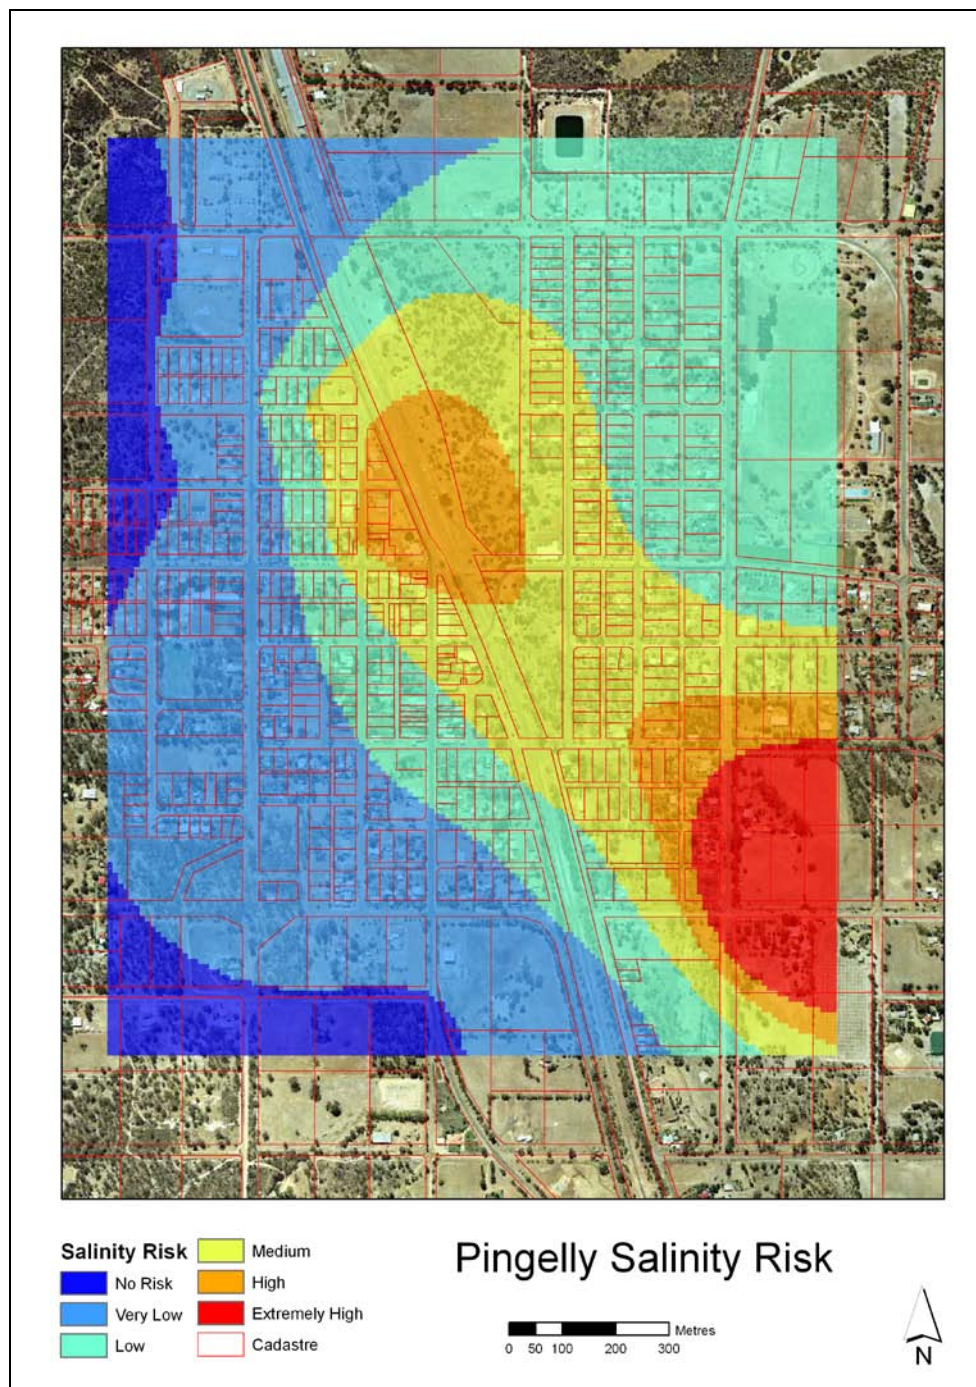 Salinity Risk
No Risk
Very Low
Low
Medium
High
Extremely High
Cadastre
Pingelly Salinity Risk
0 50 100 200 300 Metres
N